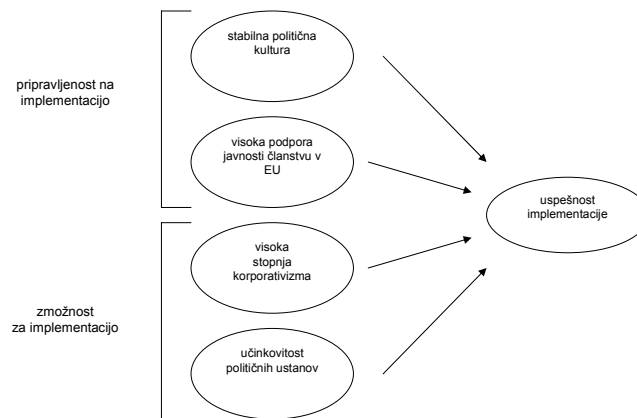 stabilna politična
kultura
pripravljenost na
implementacijo
visoka podpora
javnosti članstvu v
EU
uspešnost
implementacije
visoka
stopnja
korporativizma
zmožnost
za implementacijo
učinkovitost
političnih ustanov